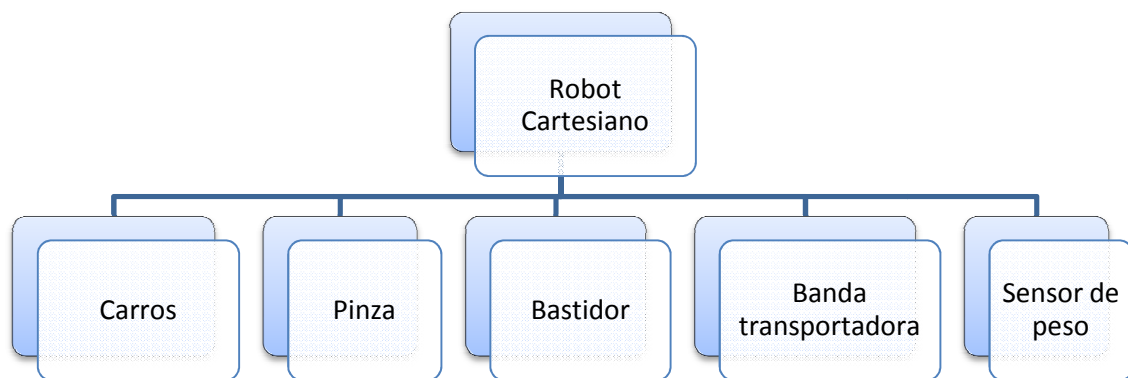 Robot
Cartesiano
Carros
Pinza
Bastidor
Banda
transportadora
Sensor de
peso